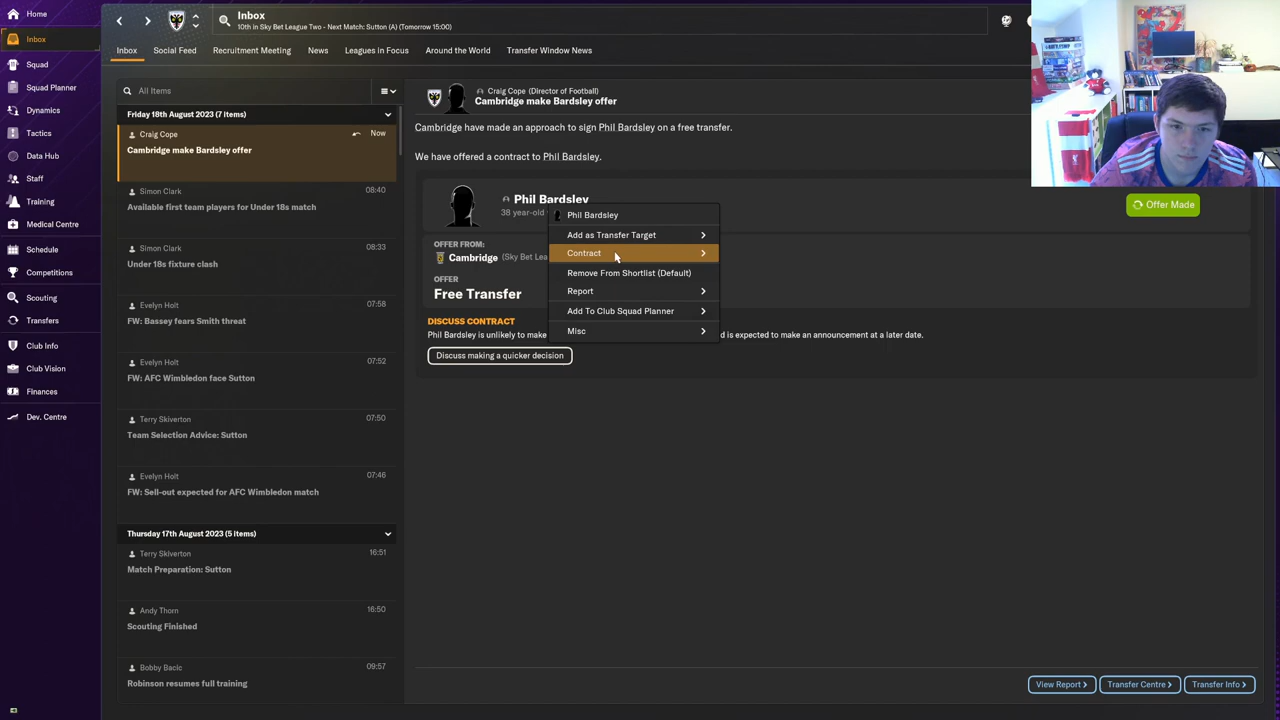 Home
Inbox
Squad
Squad Planner
Dynamics
Tactics
Data Hub
Staff
Training
Medical Centre
Schedule
Competitions
Scouting
Transfers
Club Info
Club Vision
Finances
Dev. Centre
Inbox
10th in Sky Bet League Two - Next Match: Sutton (A) (Tomorrow 15:00)
Inbox Social Feed Recruitment Meeting News Leagues in Focus Around the World Transfer Window News
All Items
Friday 18th August 2023 (7 items)
Craig Cope Now
Cambridge make Bardsley offer
Simon Clark 08:40
Available first team players for Under 18s match
Simon Clark 08:33
Under 18s fixture clash
Evelyn Holt 07:58
FW: Bassey fears Smith threat
Evelyn Holt 07:52
FW: AFC Wimbledon face Sutton
Terry Skiverton 07:50
Team Selection Advice: Sutton
Evelyn Holt 07:46
FW: Sell-out expected for AFC Wimbledon match
Thursday 17th August 2023 (5 items)
Terry Skiverton 16:51
Match Preparation: Sutton
Andy Thorn 16:50
Scouting Finished
Bobby Bacic 09:57
Robinson resumes full training
Craig Cope (Director of Football)
Cambridge make Bardsley offer
Cambridge have made an approach to sign Phil Bardsley on a free transfer.
We have offered a contract to Phil Bardsley.
Phil Bardsley
38 year-old
Offer Made
OFFER FROM:
Cambridge (Sky Bet Lea
OFFER
Free Transfer
DISCUSS CONTRACT
Phil Bardsley is unlikely to make d is expected to make an announcement at a later date.
Discuss making a quicker decision
Phil Bardsley
Add as Transfer Target
Contract
Remove From Shortlist (Default)
Report
Add To Club Squad Planner
Misc
View Report Transfer Centre Transfer Info